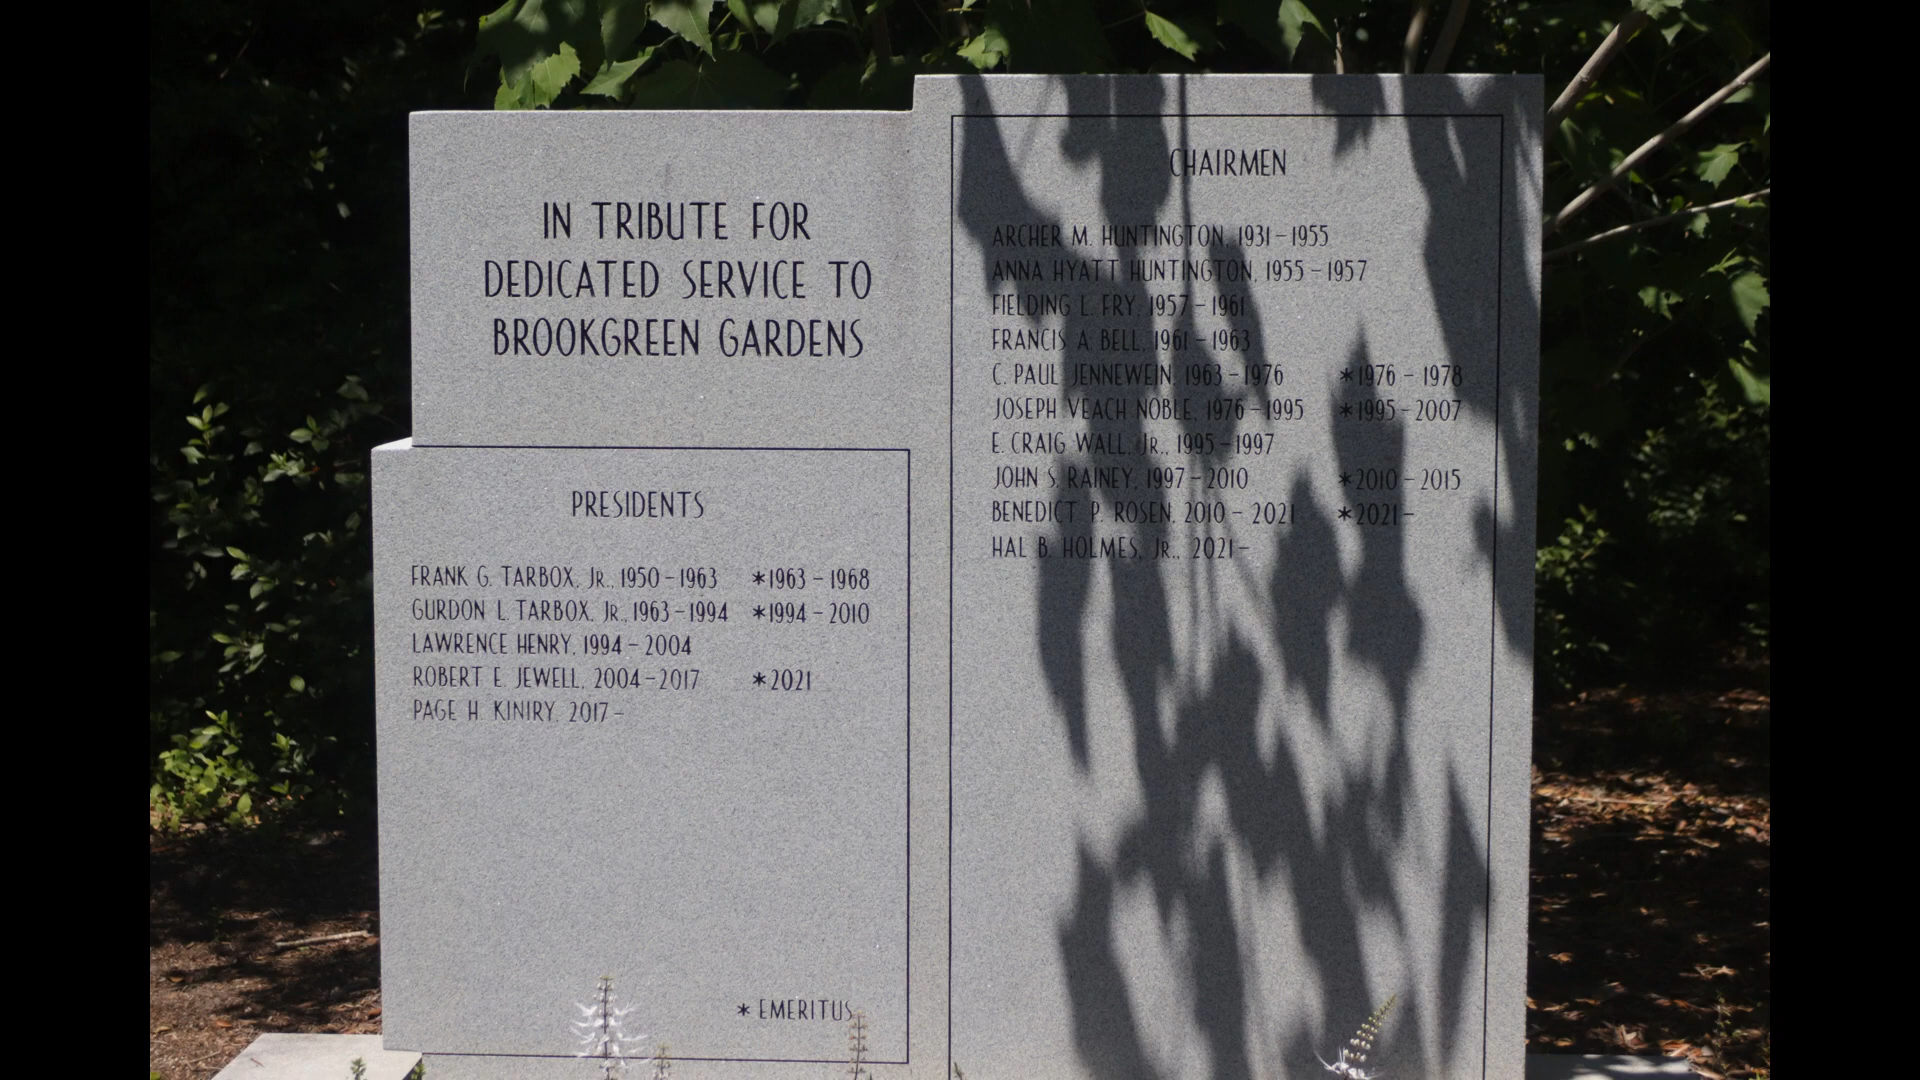 IN TRIBUTE FOR
DEDICATED SERVICE TO
BROOKGREEN GARDENS
PRESIDENTS
FRANK G. TARBOX, JR., 1950–1963 *1963–1968
GURDON L. TARBOX, JR., 1963–1994 *1994–2010
LAWRENCE HENRY, 1994–2004
ROBERT E. JEWELL, 2004–2017 *2021
PAGE H. KINIRY, 2017–
* EMERITUS
CHAIRMEN
ARCHER M. HUNTINGTON, 1931–1955
ANNA HYATT HUNTINGTON, 1955–1957
FIELDING L. FRY, 1957–1961
FRANCIS A. BELL, 1961–1963
C. PAUL JENNEWEIN, 1963–1976 *1976–1978
JOSEPH VEACH NOBLE, 1976–1995 *1995–2007
E. CRAIG WALL, JR., 1995–1997
JOHN S. RAINEY, 1997–2010 *2010–2015
BENEDICT P. ROSEN, 2010–2021 *2021–
HAL B. HOLMES, JR., 2021–